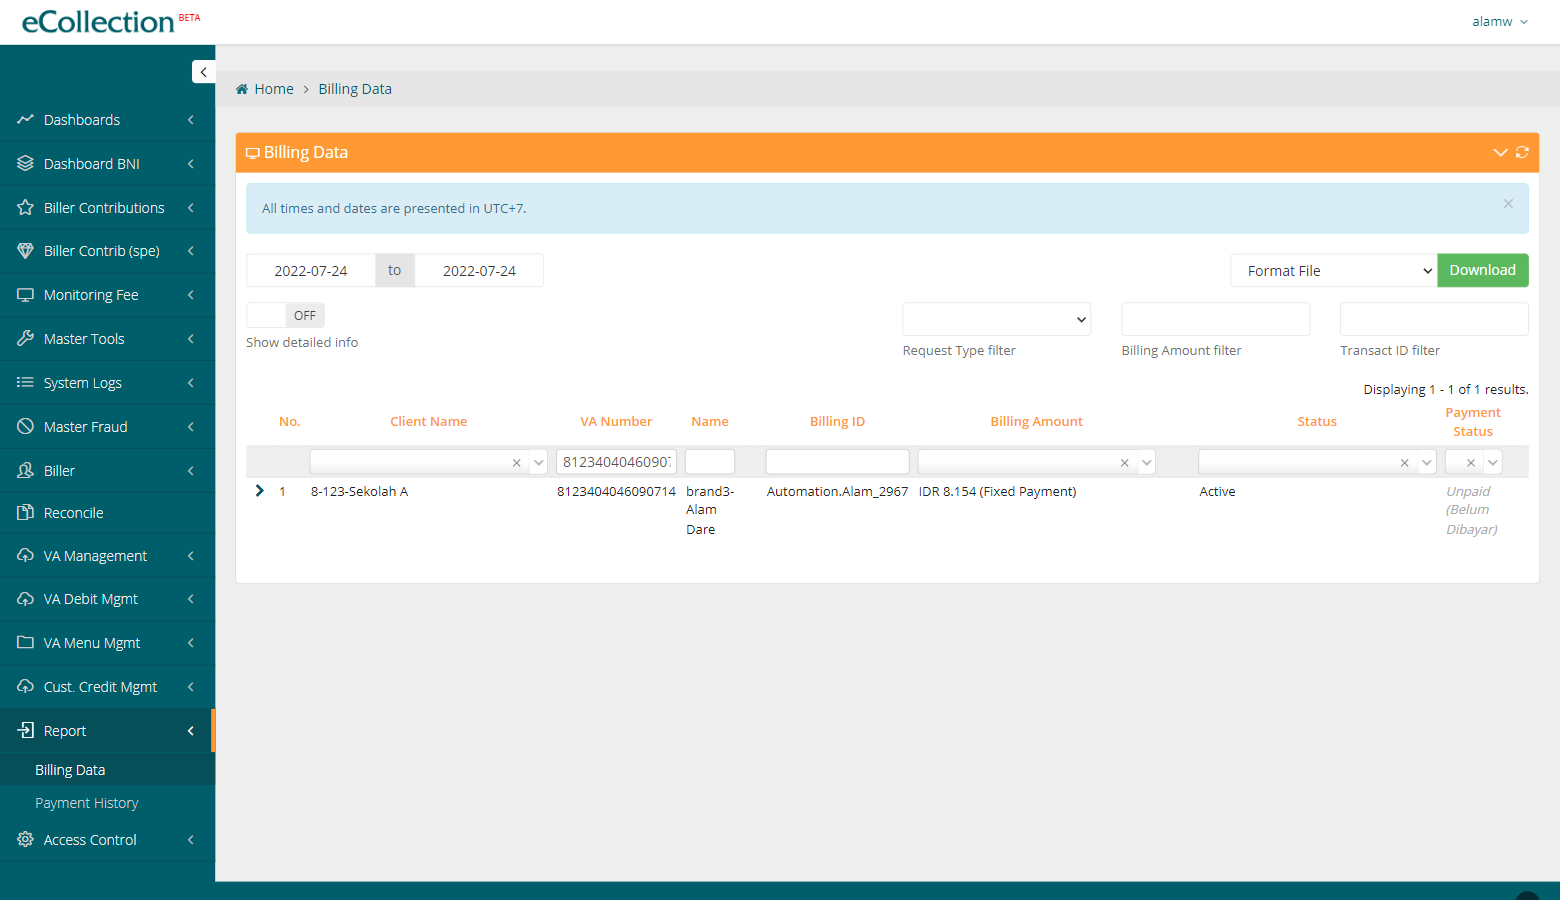 eCollection BETA
alamw
Home > Billing Data
Dashboards
Dashboard BNI
Biller Contributions
Biller Contrib (spe)
Monitoring Fee
Master Tools
System Logs
Master Fraud
Biller
Reconcile
VA Management
VA Debit Mgmt
VA Menu Mgmt
Cust. Credit Mgmt
Report
Billing Data
Payment History
Access Control
Billing Data
All times and dates are presented in UTC+7. ×
2022-07-24 to 2022-07-24
Format File Download
OFF
Show detailed info
Request Type filter Billing Amount filter Transact ID filter
Displaying 1 - 1 of 1 results.
No. Client Name VA Number Name Billing ID Billing Amount Status Payment
Status
8123404046090
1 8-123-Sekolah A 8123404046090714 brand3- Automation.Alam_2967 IDR 8.154 (Fixed Payment) Active Unpaid
Alam (Belum
Dare Dibayar)